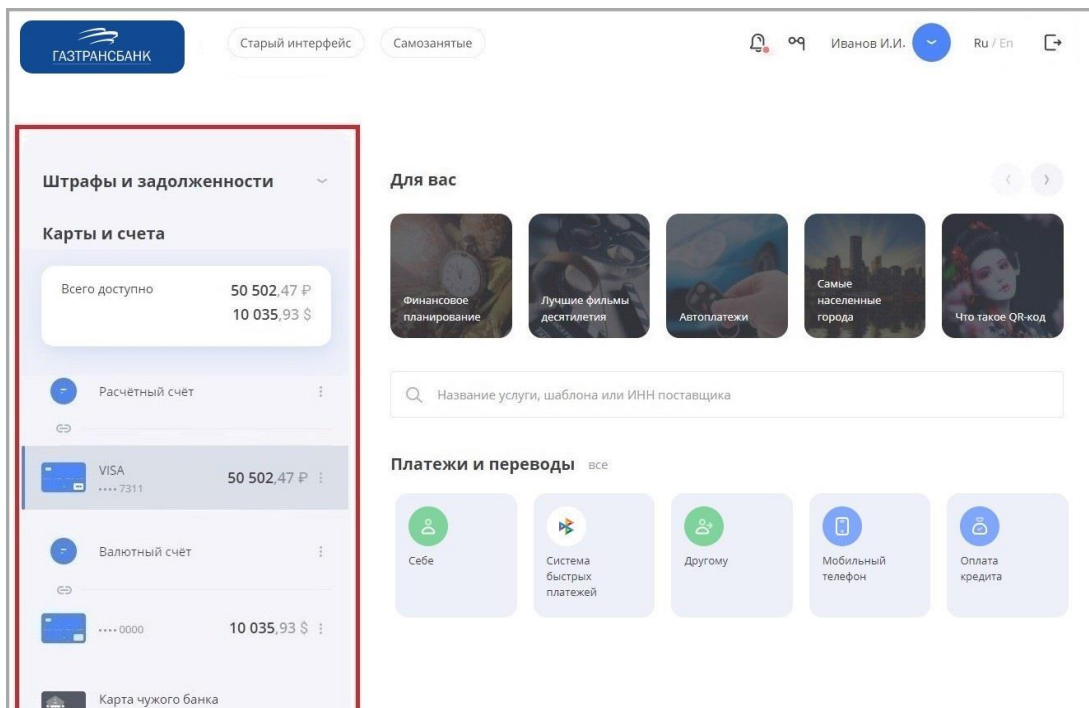 ГАЗТРАНСБАНК
Старый интерфейс
Самозанятые
Иванов И.И.
Ru / En
Штрафы и задолженности
Карты и счета
Всего доступно
50 502,47 ₽
10 035,93 $
Расчётный счёт
VISA
50 502,47 ₽
•••• 7311
Валютный счёт
•••• 0000
10 035,93 $
Карта чужого банка
Для вас
Финансовое
планирование
Лучшие фильмы
десятилетия
Автоплатежи
Самые
населенные
города
Что такое QR-код
Название услуги, шаблона или ИНН поставщика
Платежи и переводы все
Себе
Система
быстрых
платежей
Другому
Мобильный
телефон
Оплата
кредита